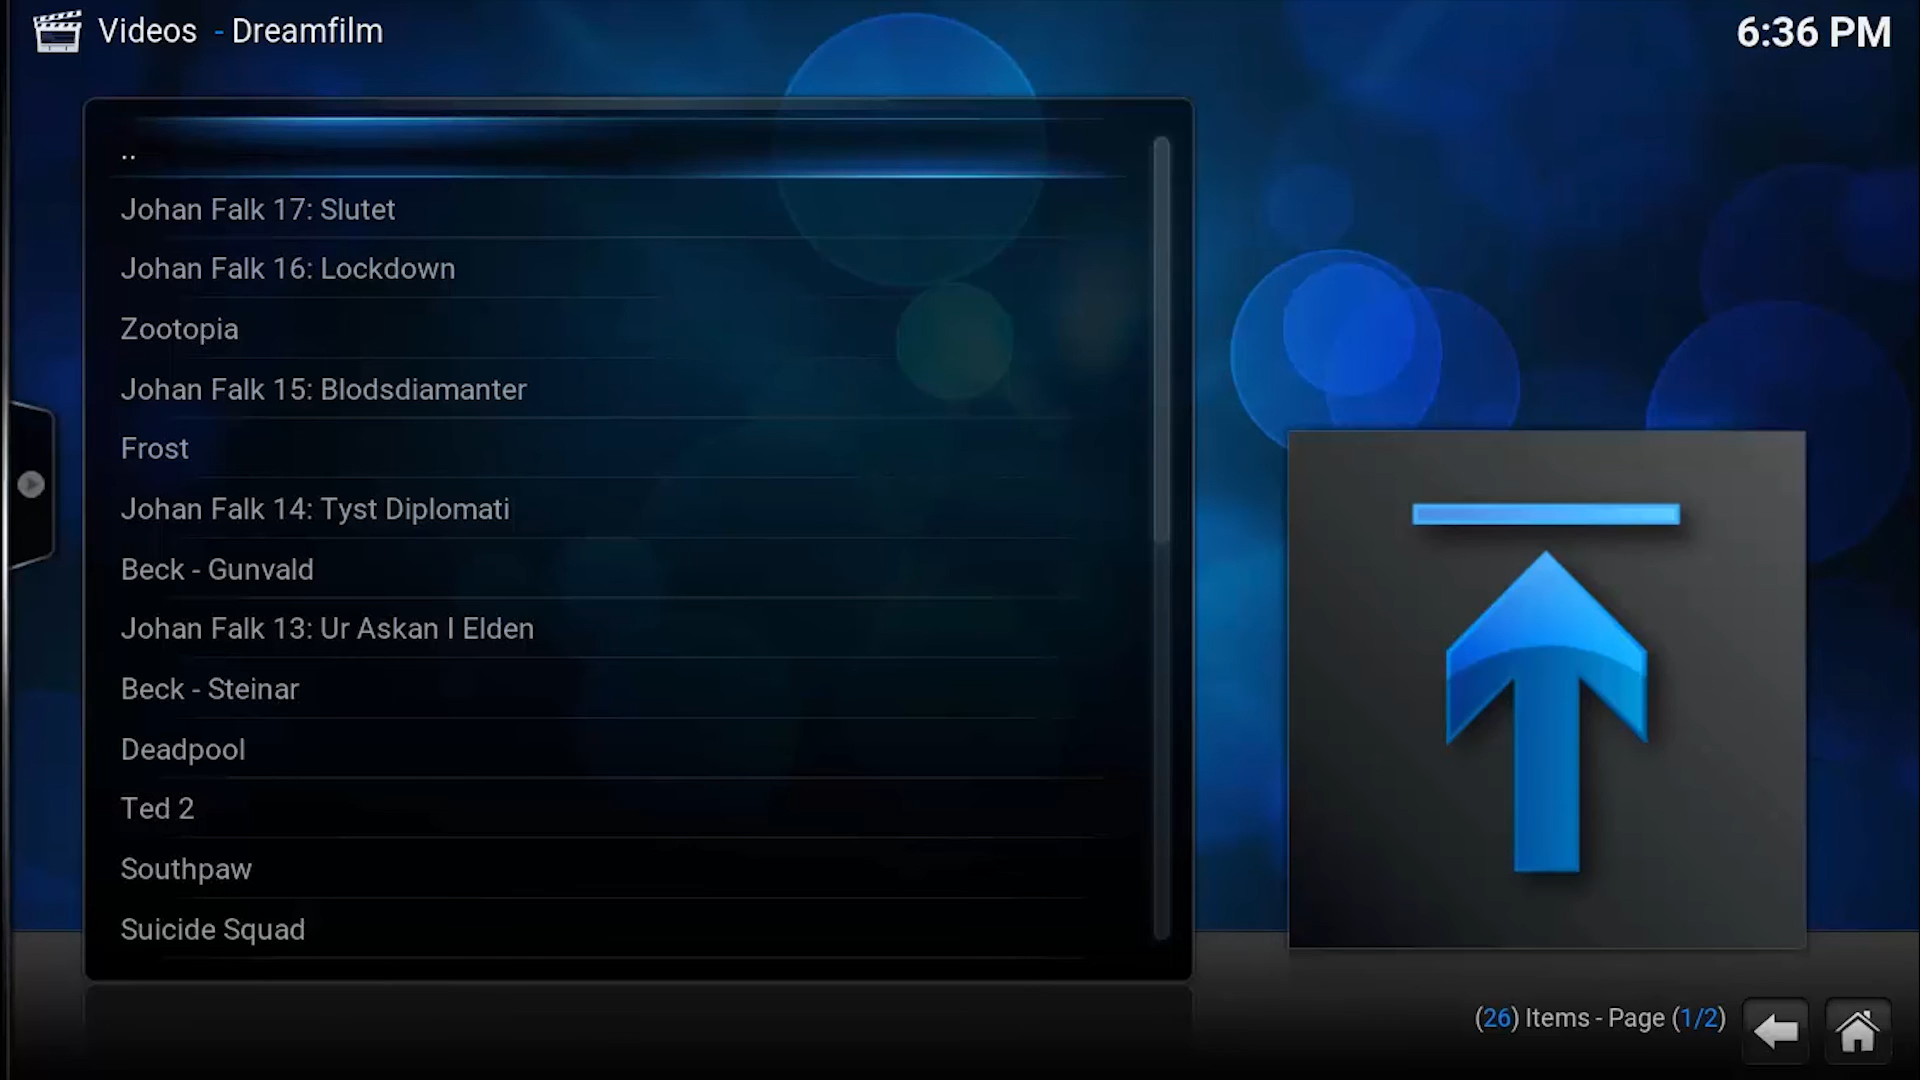 Videos - Dreamfilm
6:36 PM
..
Johan Falk 17: Slutet
Johan Falk 16: Lockdown
Zootopia
Johan Falk 15: Blodsdiamanter
Frost
Johan Falk 14: Tyst Diplomati
Beck - Gunvald
Johan Falk 13: Ur Askan I Elden
Beck - Steinar
Deadpool
Ted 2
Southpaw
Suicide Squad
(26) Items - Page (1/2)